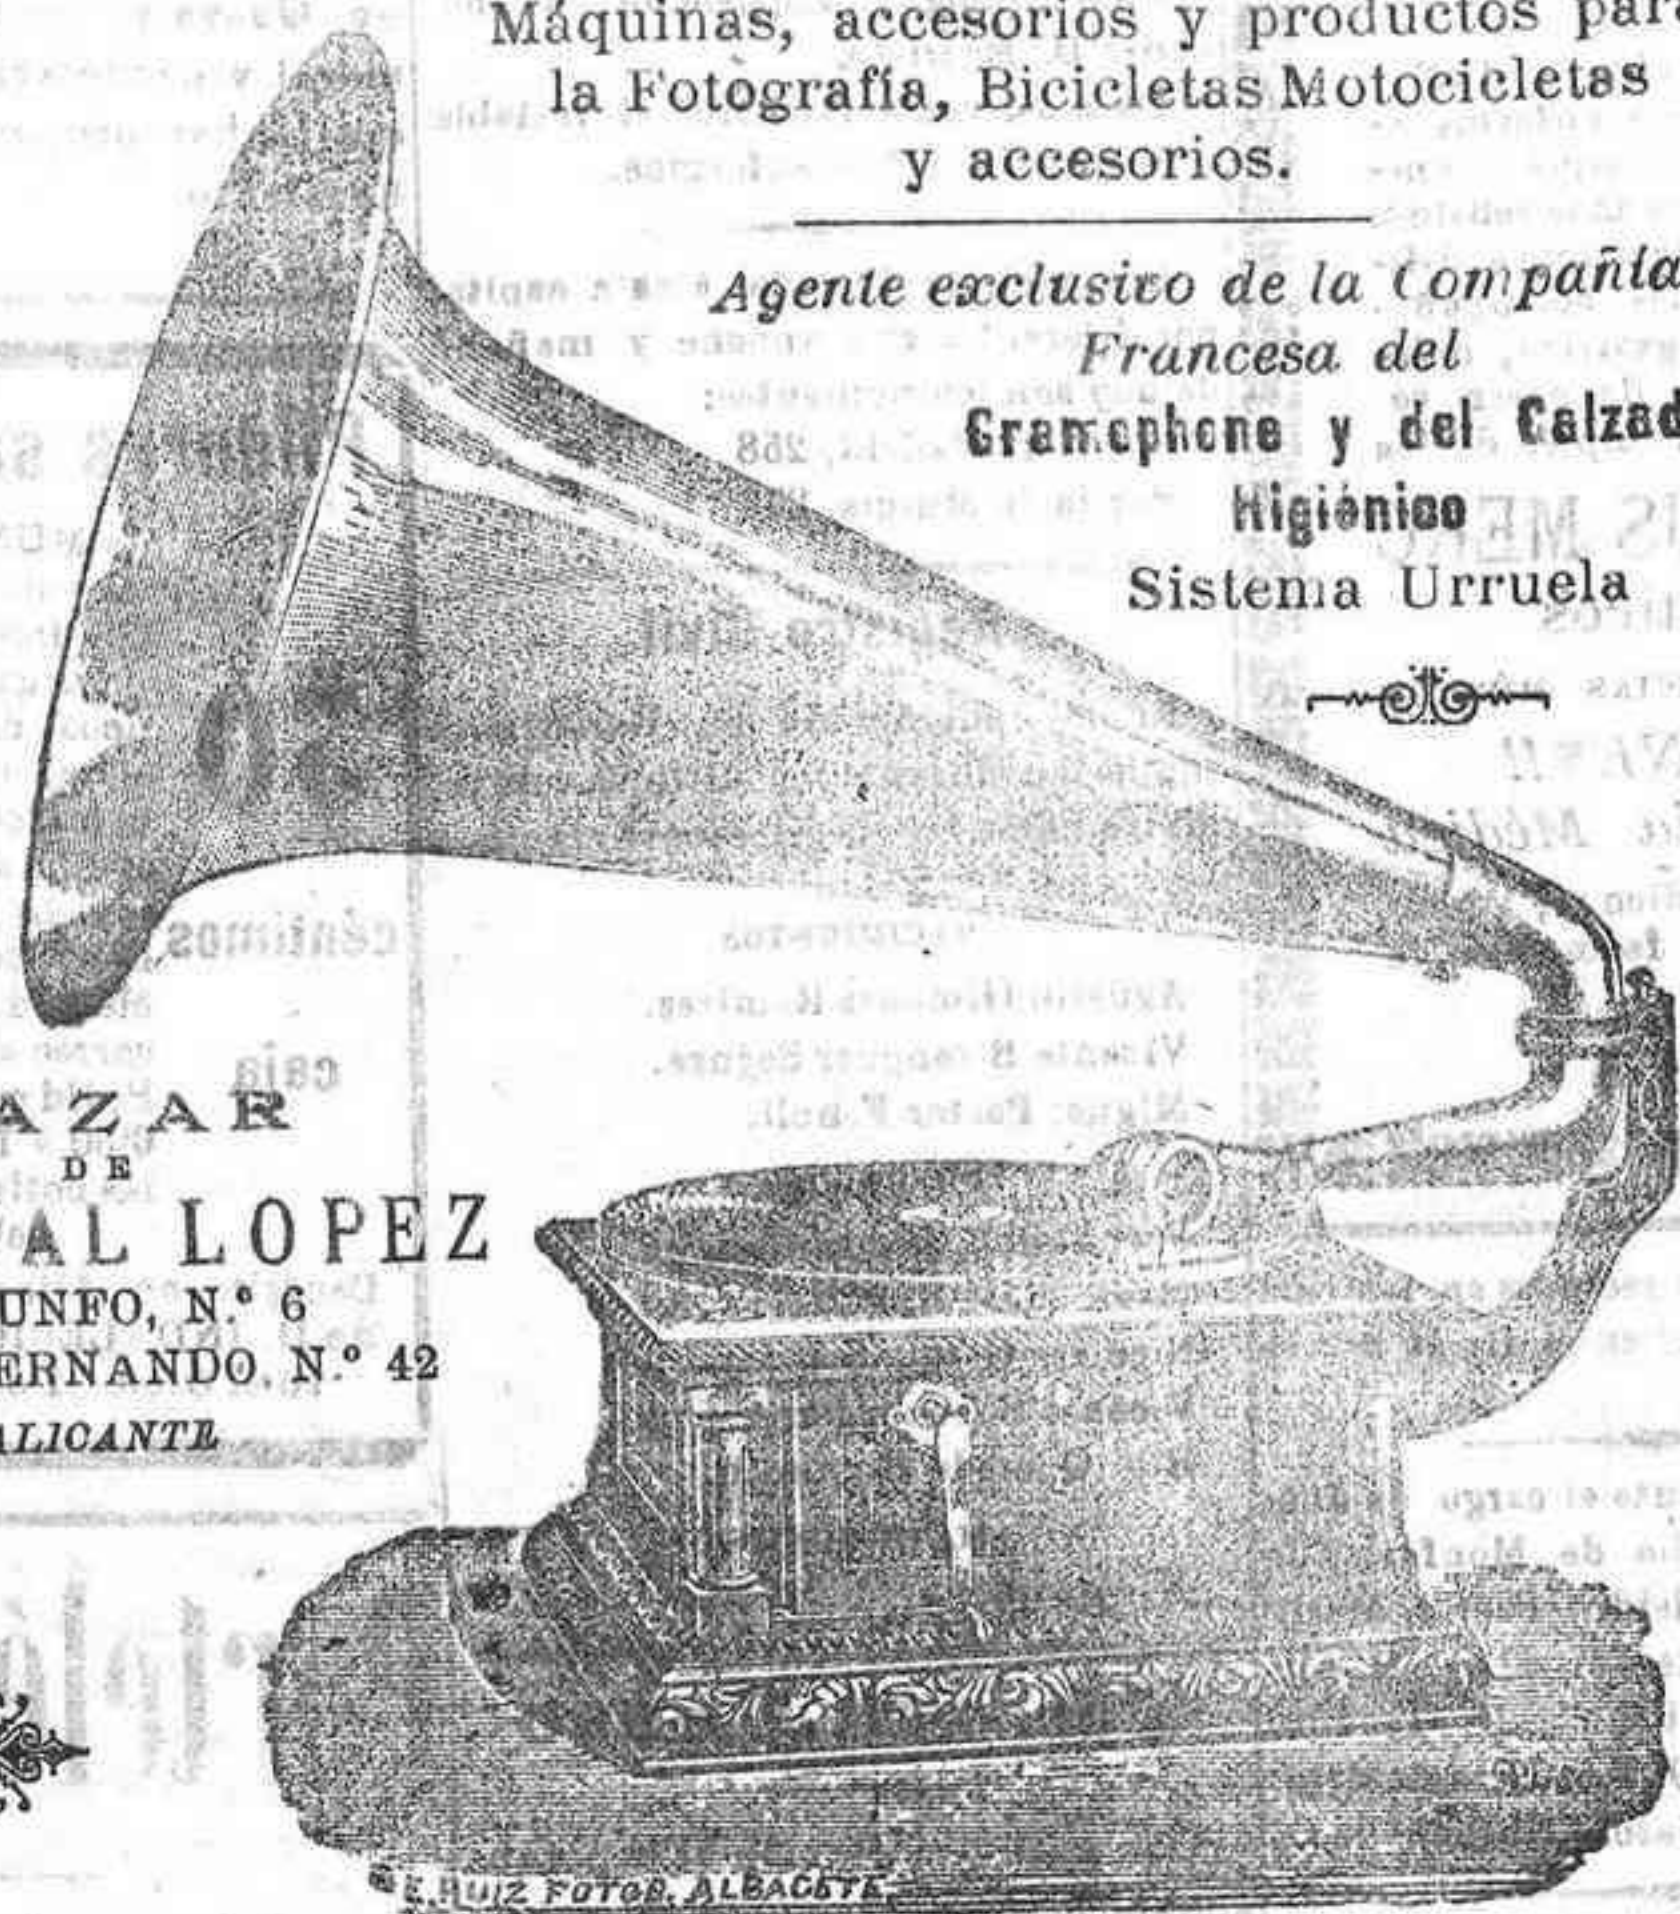 Máquinas, accesorios y productos para
la Fotografía, Bicicletas Motocicletas
y accesorios.
Agente exclusivo de la Compañía
Francesa del
Gramophone y del Calzad
Higiénico
Sistema Urruela
AZAR
DE
AL LOPEZ
UNFO, N.º 6
ERNANDO, N.º 42
ALICANTE
E. RUIZ FOTOG. ALBACETE